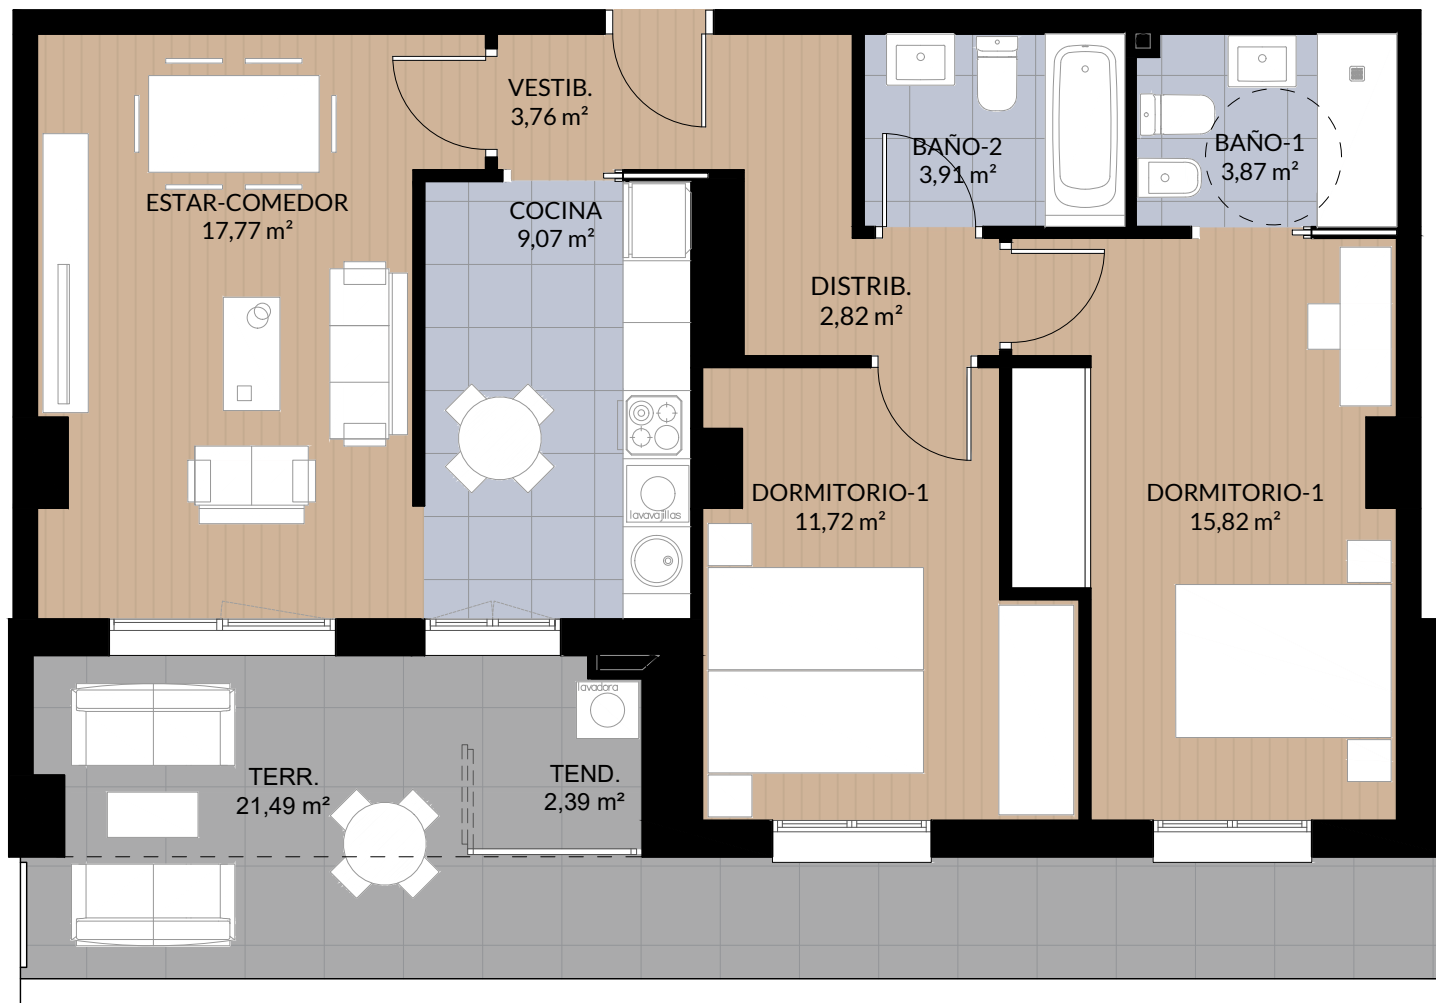 VESTIB.
3,76 m²
BAÑO-2
3,91 m²
BAÑO-1
3,87 m²
ESTAR-COMEDOR
17,77 m²
COCINA
9,07 m²
DISTRIB.
2,82 m²
DORMITORIO-1
11,72 m²
DORMITORIO-1
15,82 m²
lavavajillas
lavadora
TERR.
21,49 m²
TEND.
2,39 m²